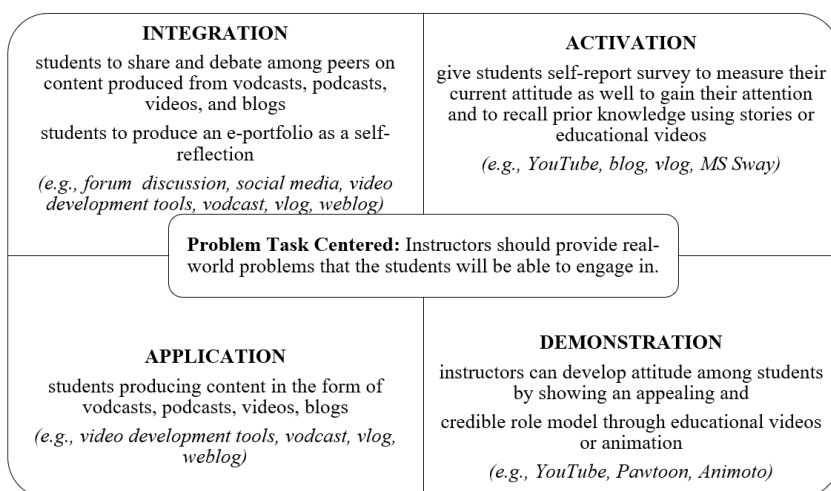 INTEGRATION
students to share and debate among peers on
content produced from vodcasts, podcasts,
videos, and blogs
students to produce an e-portfolio as a self-
reflection
(e.g., forum discussion, social media, video
development tools, vodcast, vlog, weblog)
ACTIVATION
give students self-report survey to measure their
current attitude as well to gain their attention
and to recall prior knowledge using stories or
educational videos
(e.g., YouTube, blog, vlog, MS Sway)
Problem Task Centered: Instructors should provide real-
world problems that the students will be able to engage in.
APPLICATION
students producing content in the form of
vodcasts, podcasts, videos, blogs
(e.g., video development tools, vodcast, vlog,
weblog)
DEMONSTRATION
instructors can develop attitude among students
by showing an appealing and
credible role model through educational videos
or animation
(e.g., YouTube, Pawtoon, Animoto)